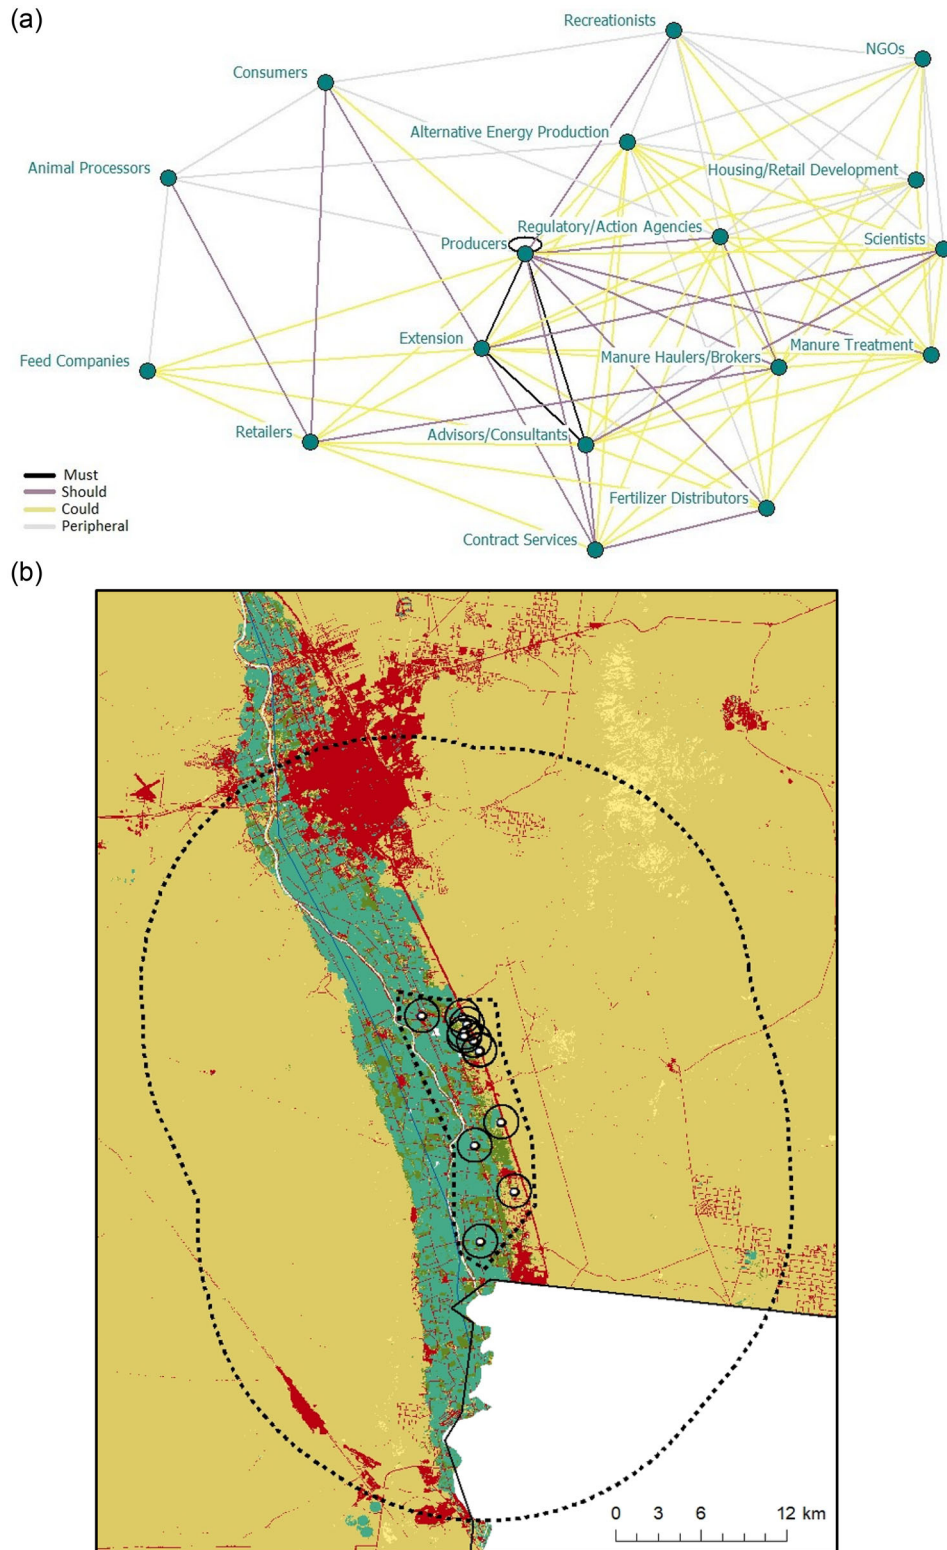 (a)
Recreationists
NGOs
Consumers
Alternative Energy Production
Animal Processors
Housing/Retail Development
Regulatory/Action Agencies
Producers
Scientists
Extension
Manure Treatment
Manure Haulers/Brokers
Feed Companies
Retailers
Advisors/Consultants
Must
Should
Could
Peripheral
Fertilizer Distributors
Contract Services
(b)
0 3 6 12 km